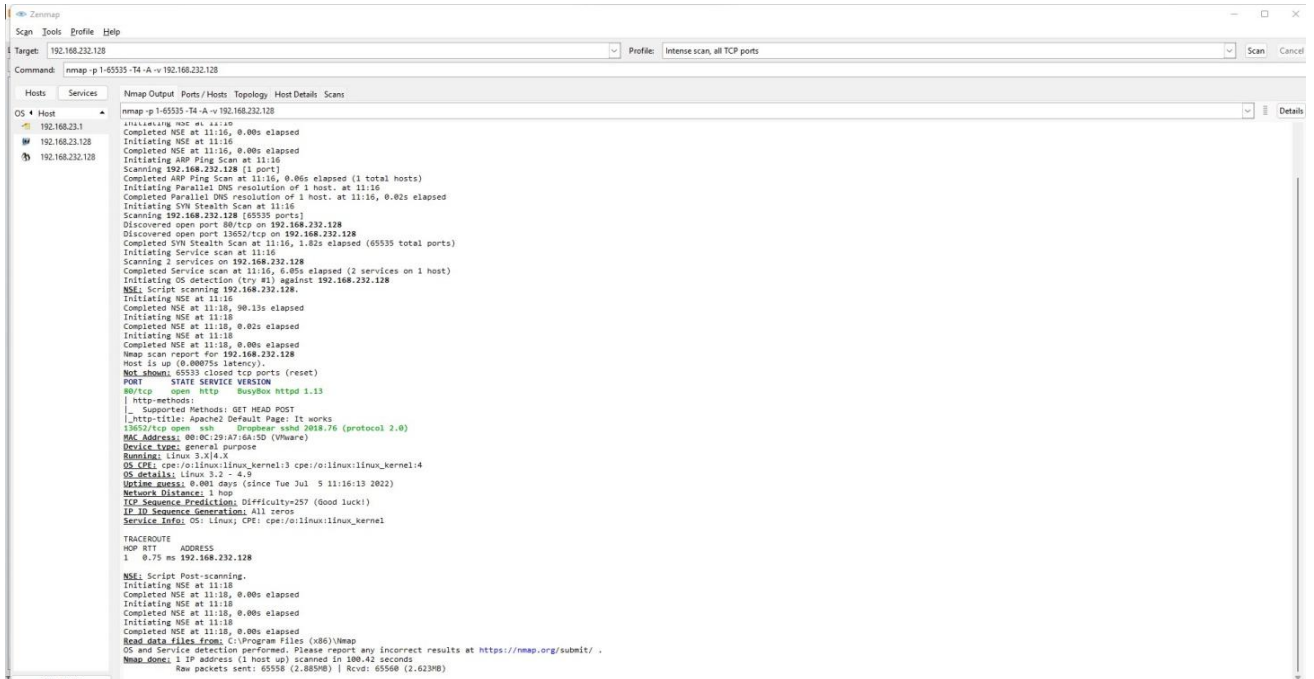 Zenmap
Scan Tools Profile Help
Target: 192.168.232.128 Profile: Intense scan, all TCP ports Scan Cancel
Command: nmap -p 1-65535 -T4 -A -v 192.168.232.128
Hosts Services Nmap Output Ports / Hosts Topology Host Details Scans
OS Host nmap -p 1-65535 -T4 -A -v 192.168.232.128 Details
192.168.23.1
192.168.23.128
192.168.232.128
Initiating NSE at 11:16
Completed NSE at 11:16, 0.00s elapsed
Initiating NSE at 11:16
Completed NSE at 11:16, 0.00s elapsed
Initiating ARP Ping Scan at 11:16
Scanning 192.168.232.128 [1 port]
Completed ARP Ping Scan at 11:16, 0.06s elapsed (1 total hosts)
Initiating Parallel DNS resolution of 1 host. at 11:16
Completed Parallel DNS resolution of 1 host. at 11:16, 0.02s elapsed
Initiating SYN Stealth Scan at 11:16
Scanning 192.168.232.128 [65535 ports]
Discovered open port 80/tcp on 192.168.232.128
Discovered open port 13652/tcp on 192.168.232.128
Completed SYN Stealth Scan at 11:16, 1.82s elapsed (65535 total ports)
Initiating Service scan at 11:16
Scanning 2 services on 192.168.232.128
Completed Service scan at 11:16, 6.05s elapsed (2 services on 1 host)
Initiating OS detection (try #1) against 192.168.232.128
NSE: Script scanning 192.168.232.128.
Initiating NSE at 11:16
Completed NSE at 11:18, 90.13s elapsed
Initiating NSE at 11:18
Completed NSE at 11:18, 0.02s elapsed
Initiating NSE at 11:18
Completed NSE at 11:18, 0.00s elapsed
Nmap scan report for 192.168.232.128
Host is up (0.00075s latency).
Not shown: 65533 closed tcp ports (reset)
PORT STATE SERVICE VERSION
80/tcp open http BusyBox httpd 1.13
| http-methods:
|_ Supported Methods: GET HEAD POST
|_http-title: Apache2 Default Page: It works
13652/tcp open ssh Dropbear sshd 2018.76 (protocol 2.0)
MAC Address: 00:0C:29:A7:6A:5D (VMware)
Device type: general purpose
Running: Linux 3.X|4.X
OS CPE: cpe:/o:linux:linux_kernel:3 cpe:/o:linux:linux_kernel:4
OS details: Linux 3.2 - 4.9
Uptime guess: 0.001 days (since Tue Jul 5 11:16:13 2022)
Network Distance: 1 hop
TCP Sequence Prediction: Difficulty=257 (Good luck!)
IP ID Sequence Generation: All zeros
Service Info: OS: Linux; CPE: cpe:/o:linux:linux_kernel
TRACEROUTE
HOP RTT ADDRESS
1 0.75 ms 192.168.232.128
NSE: Script Post-scanning.
Initiating NSE at 11:18
Completed NSE at 11:18, 0.00s elapsed
Initiating NSE at 11:18
Completed NSE at 11:18, 0.00s elapsed
Initiating NSE at 11:18
Completed NSE at 11:18, 0.00s elapsed
Read data files from: C:\Program Files (x86)\Nmap
OS and Service detection performed. Please report any incorrect results at https://nmap.org/submit/ .
Nmap done: 1 IP address (1 host up) scanned in 100.42 seconds
Raw packets sent: 65558 (2.885MB) | Rcvd: 65560 (2.623MB)